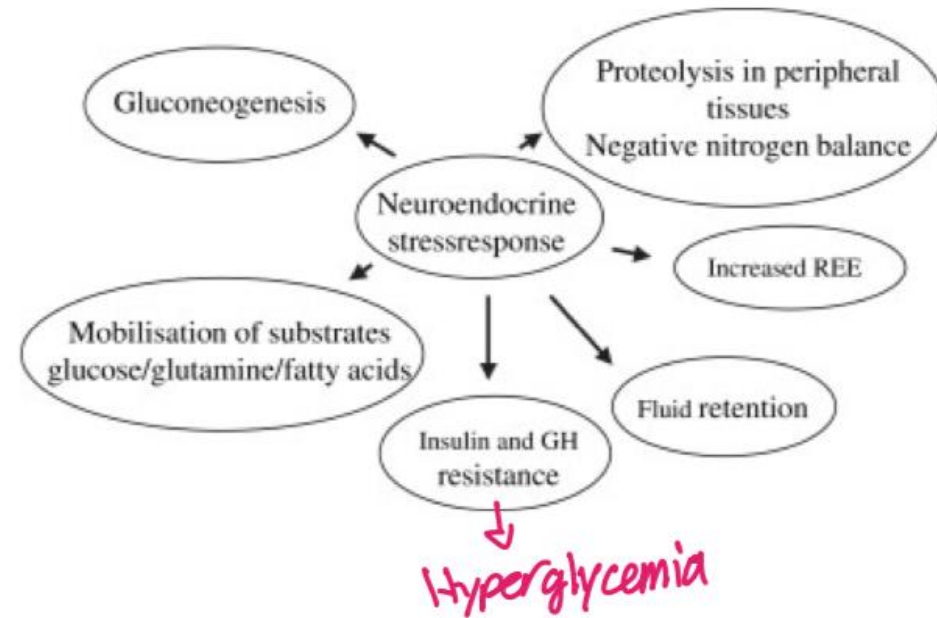 Gluconeogenesis
Proteolysis in peripheral
tissues
Negative nitrogen balance
Neuroendocrine
stressresponse
Increased REE
Mobilisation of substrates
glucose/glutamine/fatty acids
Fluid retention
Insulin and GH
resistance
Hyperglycemia